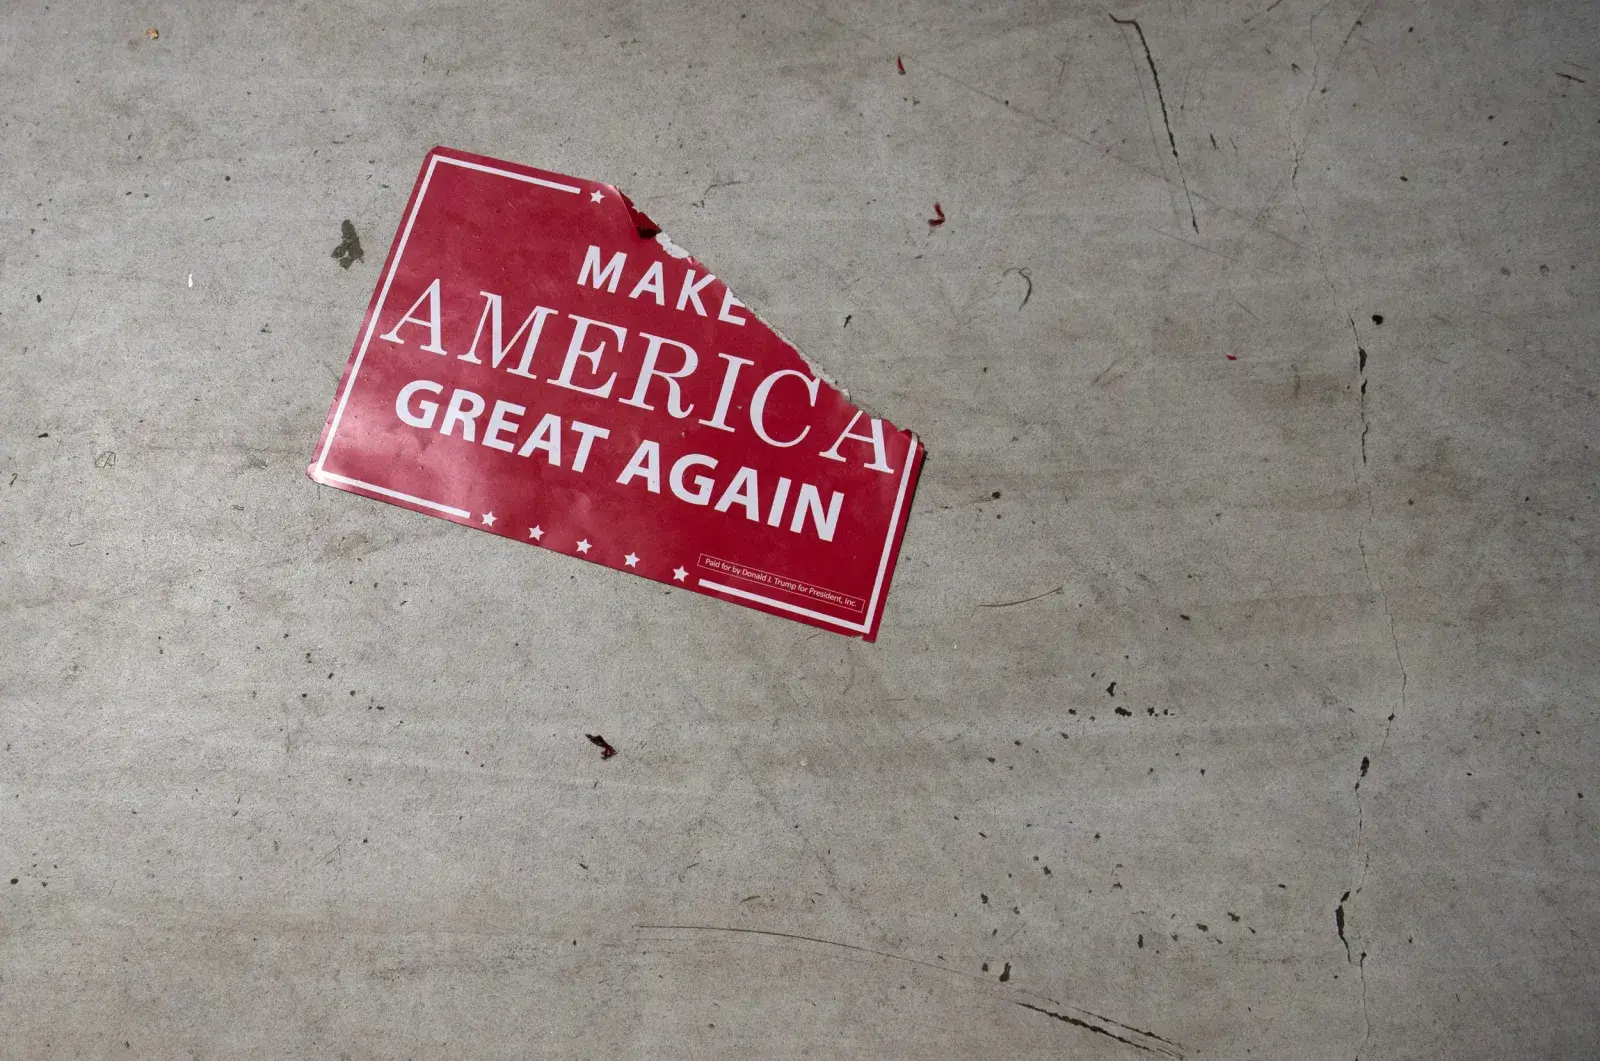 MAKE
AMERICA
GREAT AGAIN
Paid for by Donald J. Trump for President, Inc.